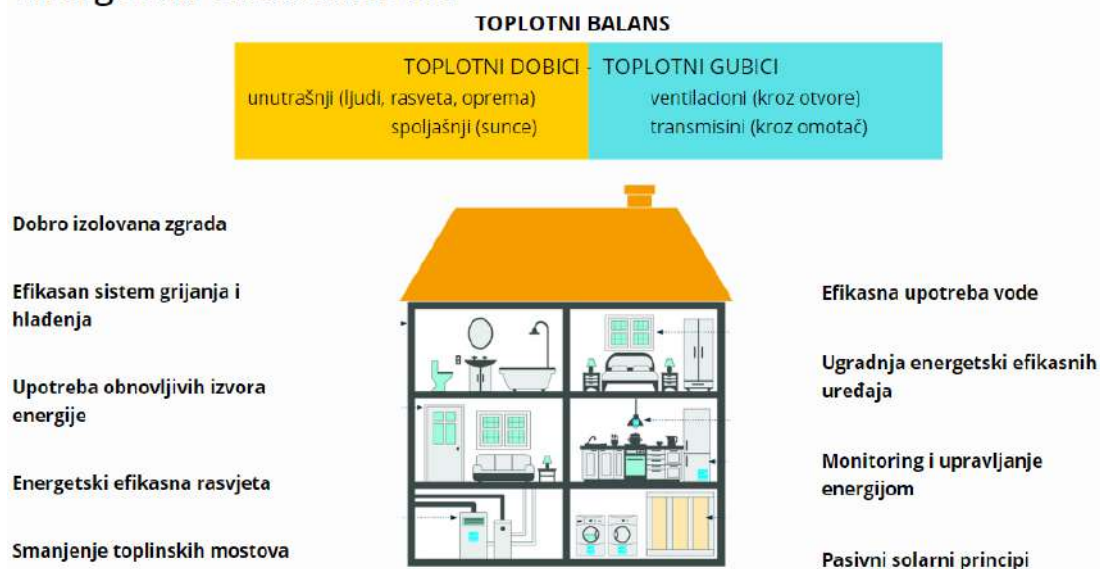 TOPLOTNI BALANS
TOPLOTNI DOBICI - TOPLOTNI GUBICI
unutrašnji (ljudi, rasveta, oprema)
spoljašnji (sunce)
ventilacioni (kroz otvore)
transmisini (kroz omotač)
Dobro izolovana zgrada
Efikasan sistem grijanja i
hlađenja
Upotreba obnovljivih izvora
energije
Energetski efikasna rasvjeta
Smanjenje toplinskih mostova
Efikasna upotreba vode
Ugradnja energetski efikasnih
uređaja
Monitoring i upravljanje
energijom
Pasivni solarni principi